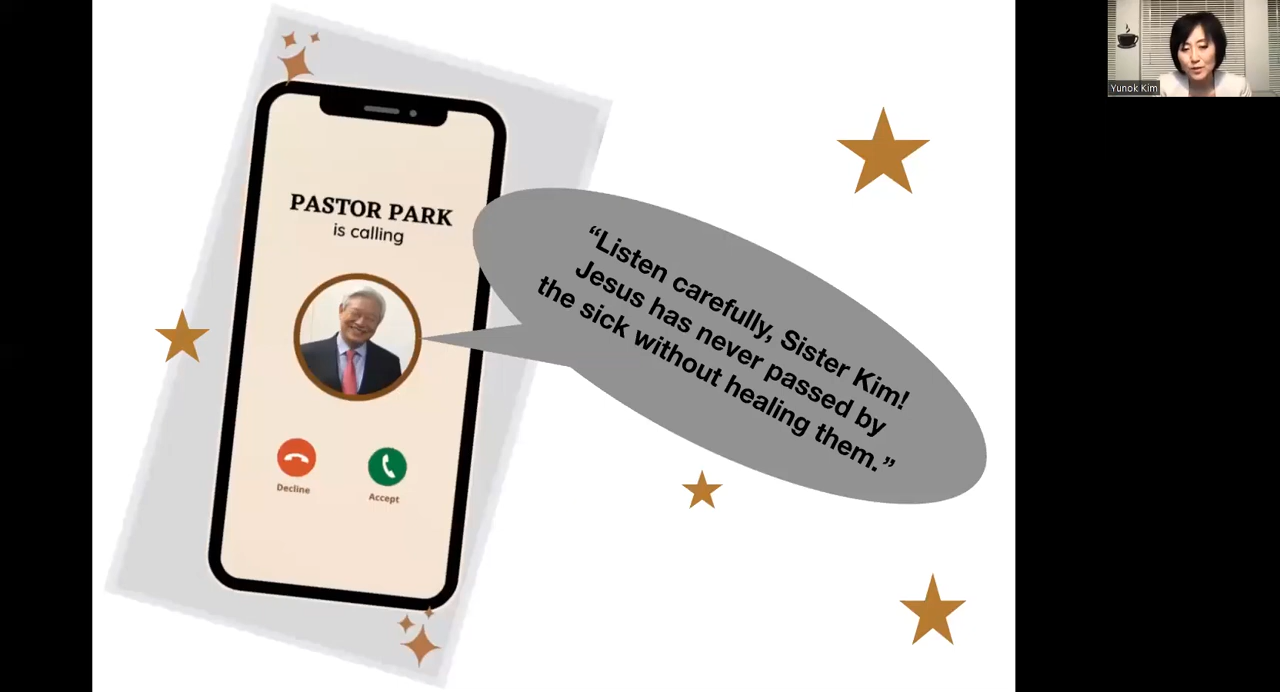 PASTOR PARK
is calling
Decline
Accept
“Listen carefully, Sister Kim!
Jesus has never passed by
the sick without healing them.”
Yunok Kim